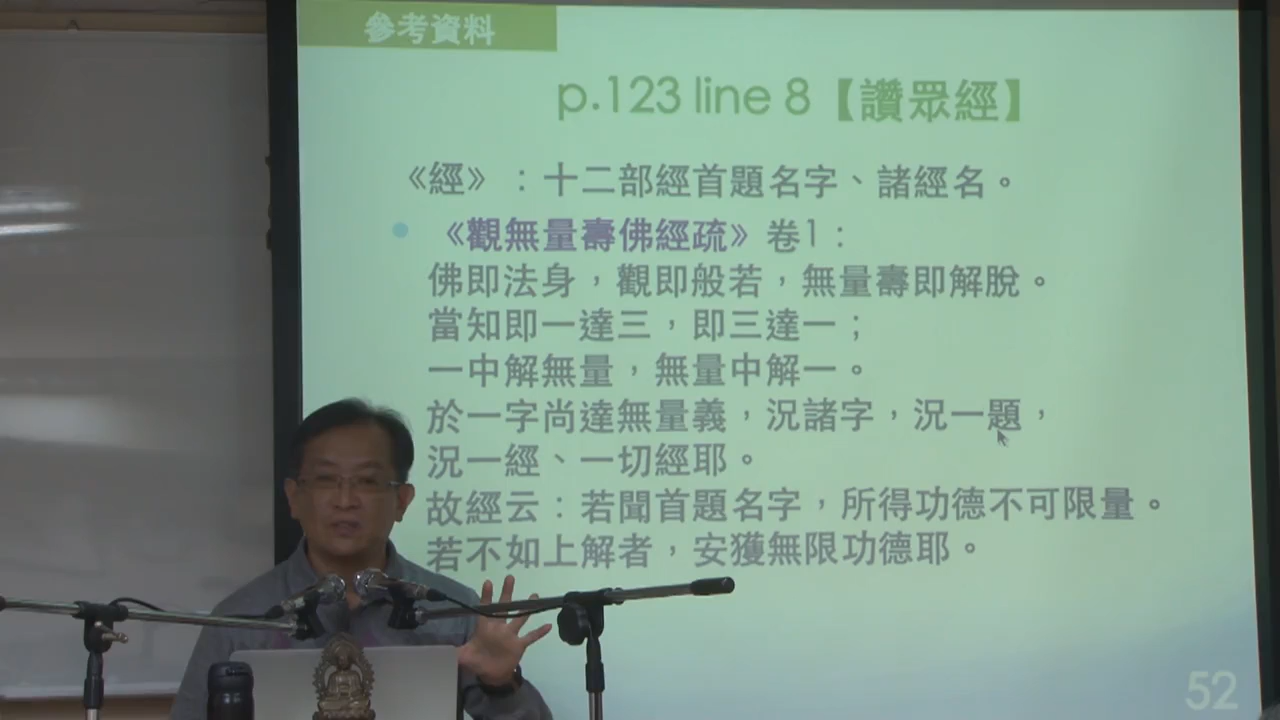 參考資料
p.123 line 8【讚眾經】
《經》：十二部經首題名字、諸經名。
• 《觀無量壽佛經疏》卷1：
佛即法身，觀即般若，無量壽即解脫。
當知即一達三，即三達一；
一中解無量，無量中解一。
於一字尚達無量義，況諸字，況一題，
況一經、一切經耶。
故經云：若聞首題名字，所得功德不可限量。
若不如上解者，安獲無限功德耶。
52